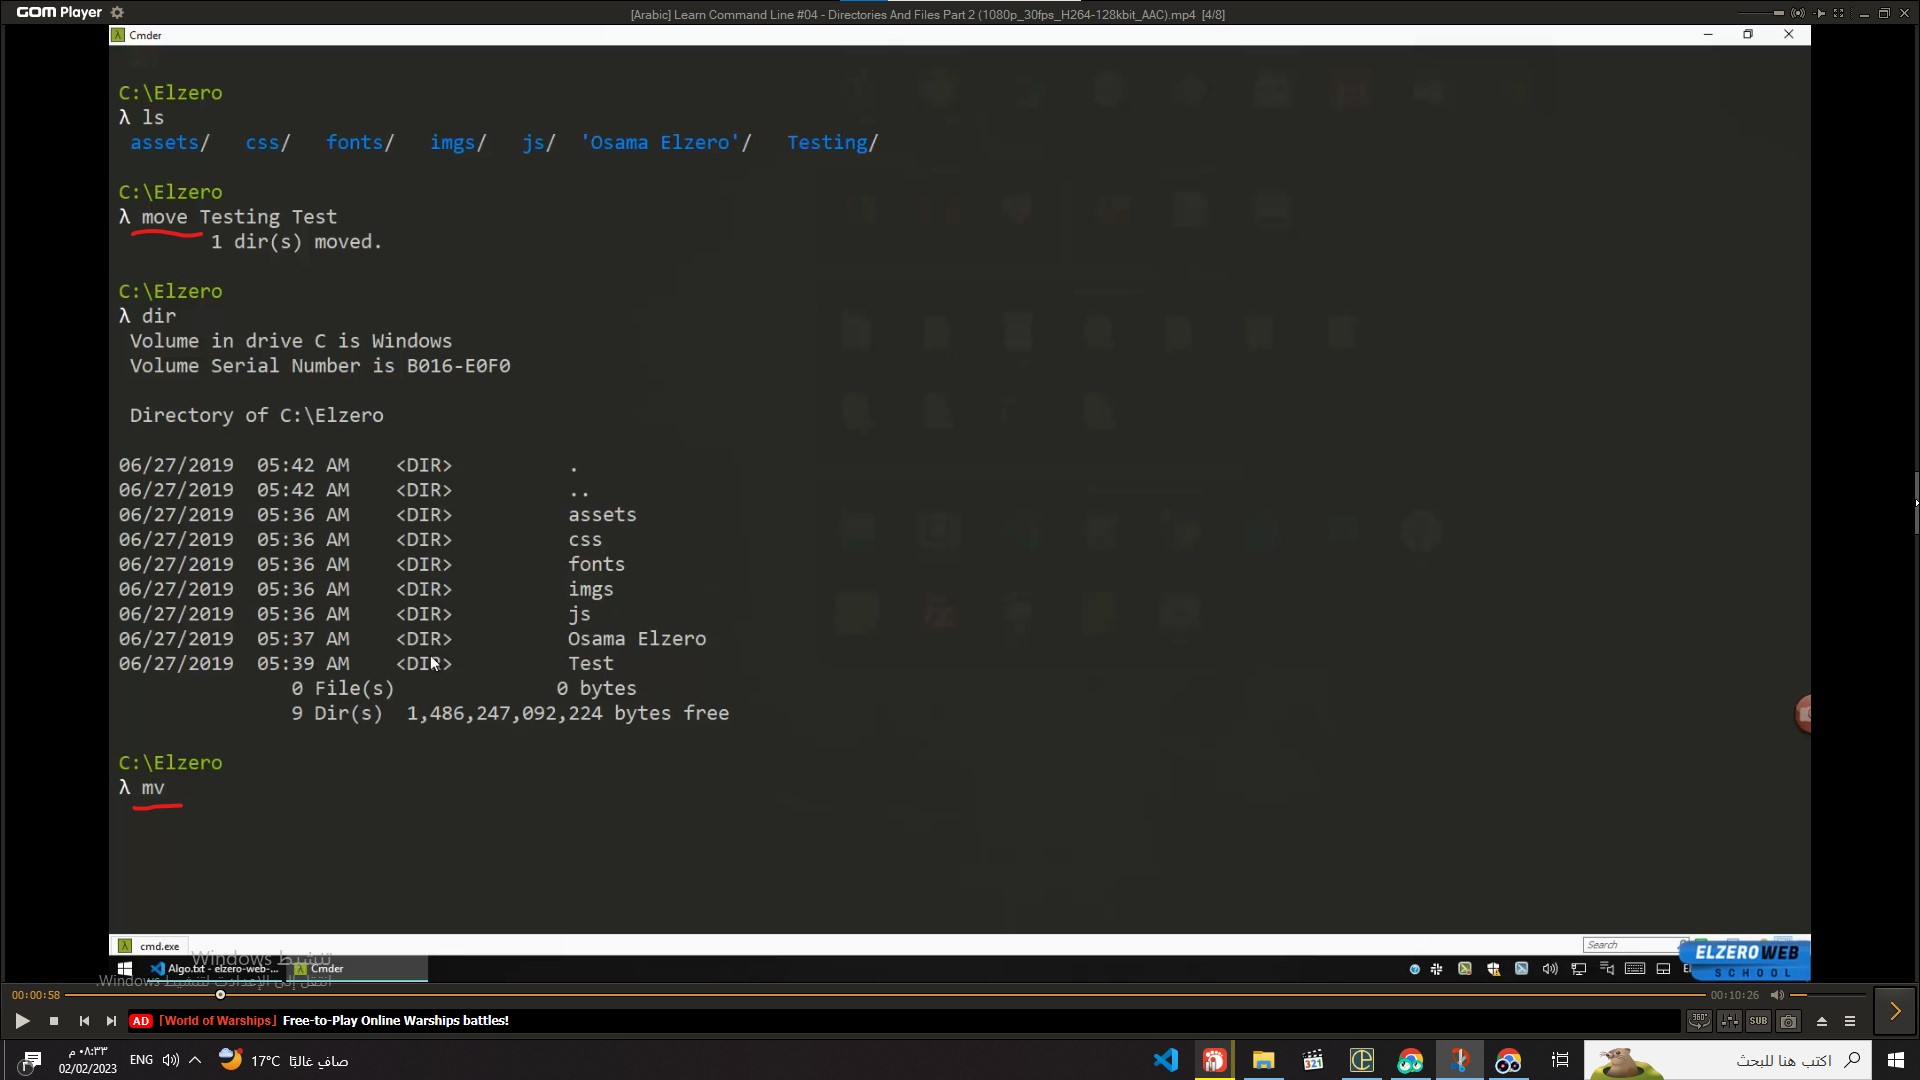 GOM Player
[Arabic] Learn Command Line #04 - Directories And Files Part 2 (1080p_30fps_H264-128kbit_AAC).mp4 [4/8]
Cmder
C:\Elzero
λ ls
assets/ css/ fonts/ imgs/ js/ 'Osama Elzero'/ Testing/
C:\Elzero
λ move Testing Test
1 dir(s) moved.
C:\Elzero
λ dir
Volume in drive C is Windows
Volume Serial Number is B016-E0F0
Directory of C:\Elzero
06/27/2019 05:42 AM <DIR> .
06/27/2019 05:42 AM <DIR> ..
06/27/2019 05:36 AM <DIR> assets
06/27/2019 05:36 AM <DIR> css
06/27/2019 05:36 AM <DIR> fonts
06/27/2019 05:36 AM <DIR> imgs
06/27/2019 05:36 AM <DIR> js
06/27/2019 05:37 AM <DIR> Osama Elzero
06/27/2019 05:39 AM <DIR> Test
0 File(s) 0 bytes
9 Dir(s) 1,486,247,092,224 bytes free
C:\Elzero
λ mv
cmd.exe
Search
تنشيط Windows
Algo.txt - elzero-web-...
Cmder
ELZERO WEB
SCHOOL
انتقل إلى الإعدادات لتنشيط Windows.
00:00:58
00:10:26
AD [World of Warships] Free-to-Play Online Warships battles!
360°
SUB
٠٨:٣٣ م
02/02/2023
ENG
17°C صافٍ غالبًا
321
اكتب هنا للبحث